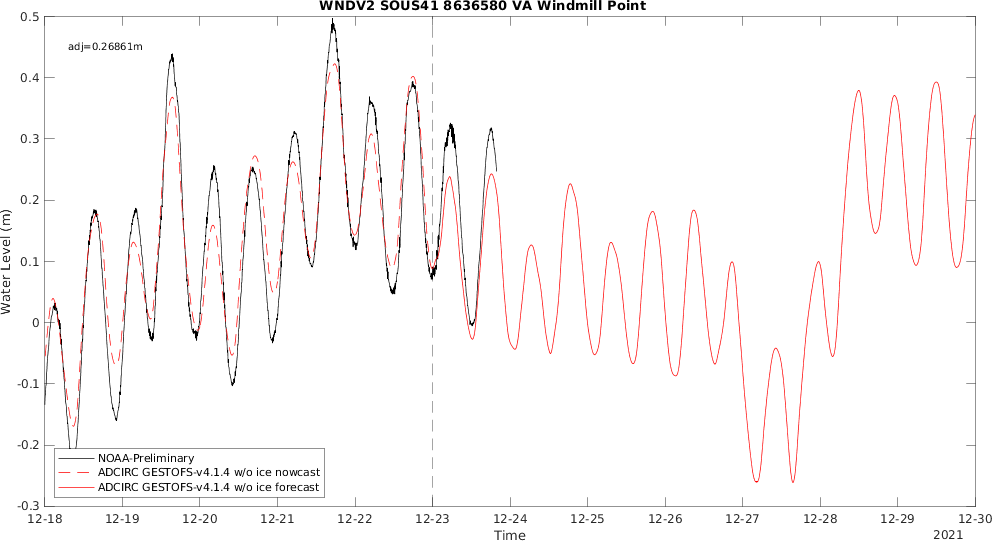 WNDV2 SOUS41 8636580 VA Windmill Point
adj=0.26861m
0.5
0.4
0.3
0.2
0.1
0
-0.1
-0.2
-0.3
Water Level (m)
NOAA-Preliminary
ADCIRC GESTOFS-v4.1.4 w/o ice nowcast
ADCIRC GESTOFS-v4.1.4 w/o ice forecast
12-18 12-19 12-20 12-21 12-22 12-23 12-24 12-25 12-26 12-27 12-28 12-29 12-30
Time
2021